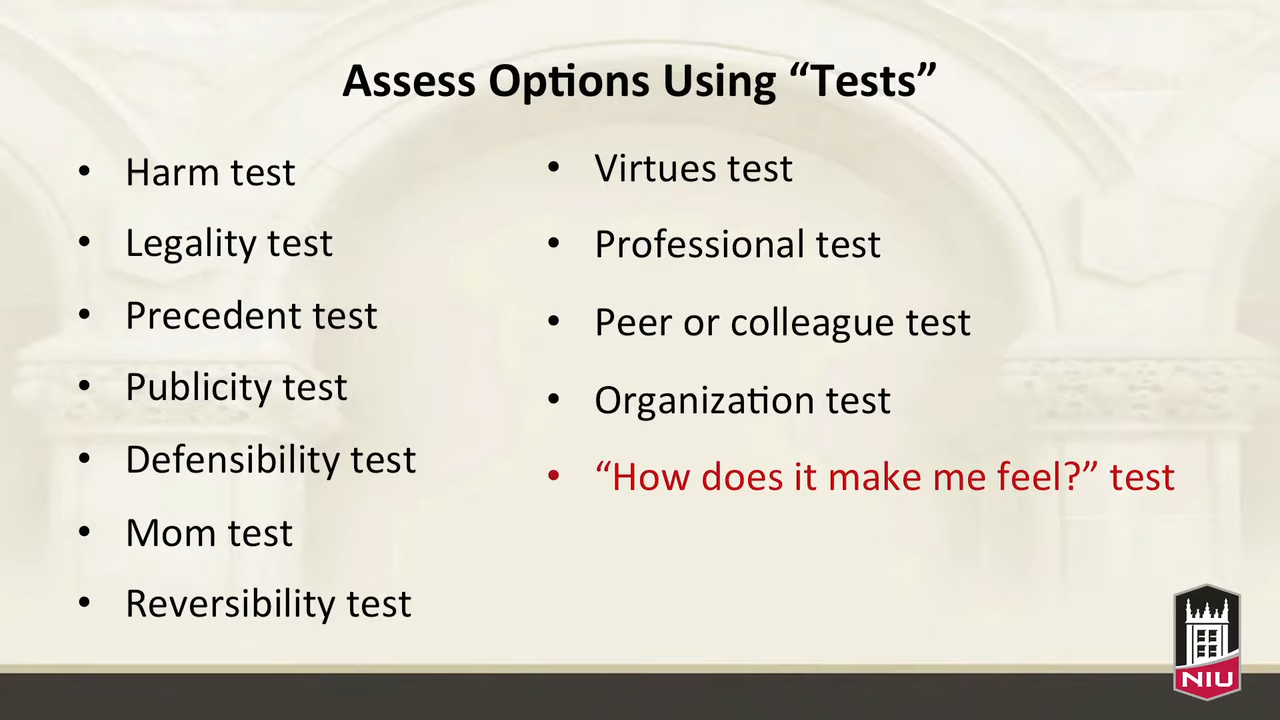 Assess Options Using “Tests”
• Harm test
• Legality test
• Precedent test
• Publicity test
• Defensibility test
• Mom test
• Reversibility test
• Virtues test
• Professional test
• Peer or colleague test
• Organization test
• “How does it make me feel?” test
NIU